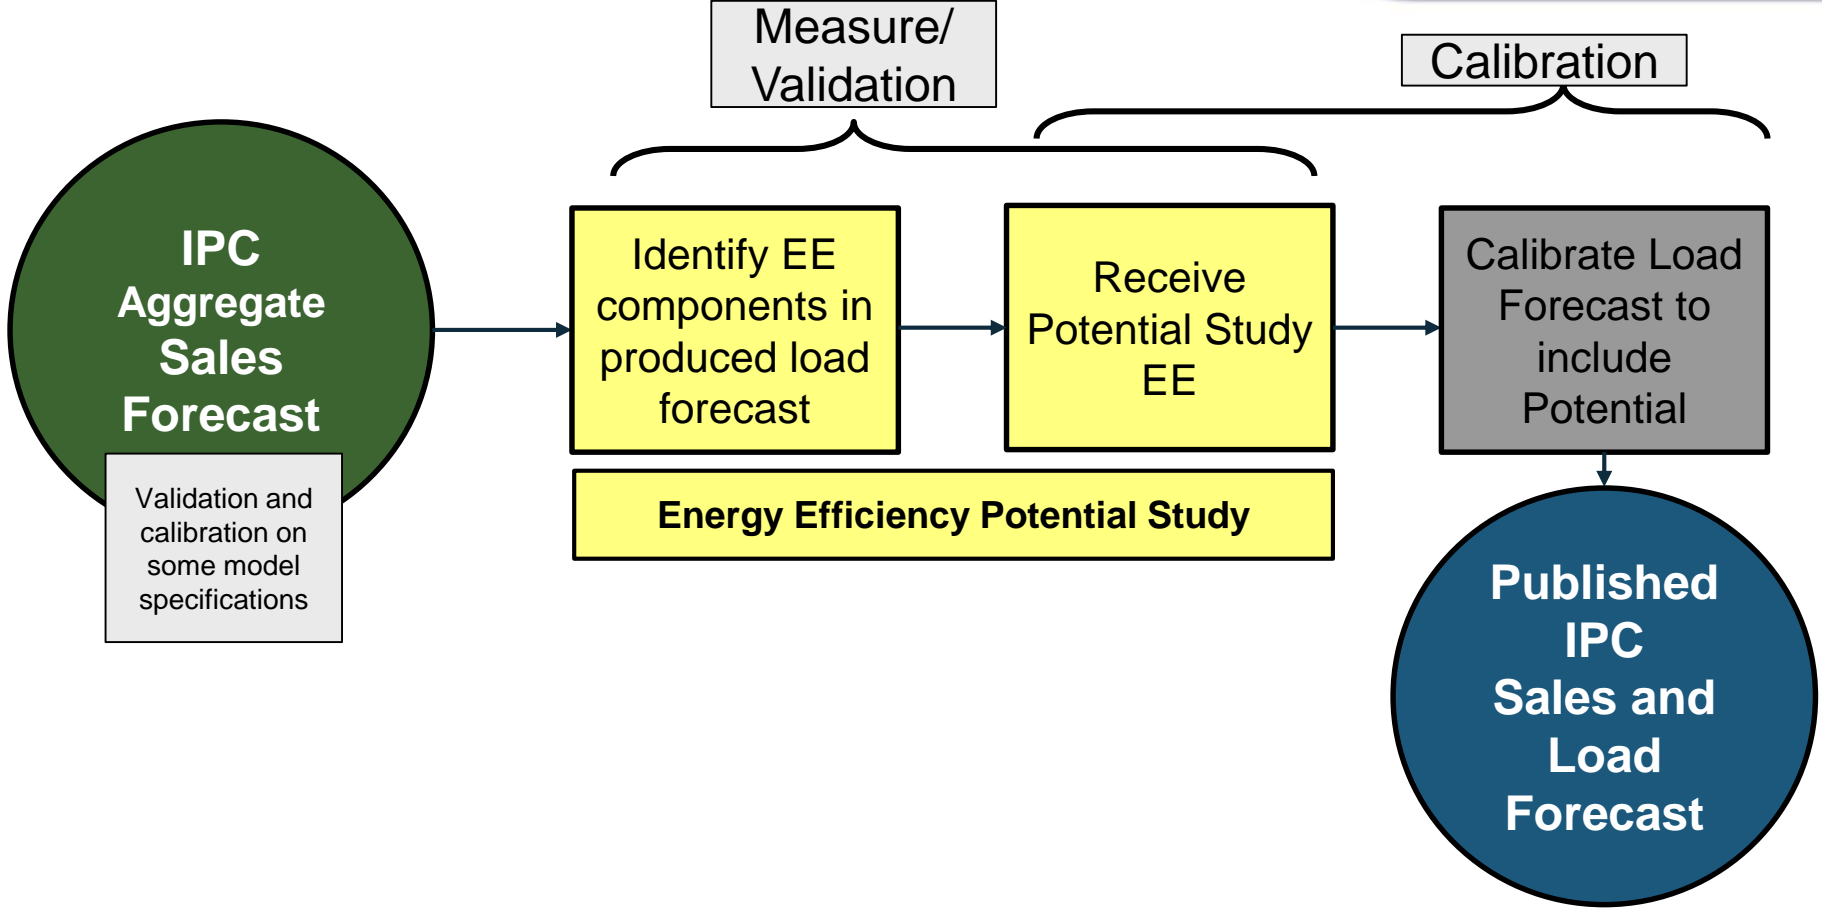 Measure/
Validation
Calibration
IPC
Aggregate
Sales
Forecast
Validation and
calibration on
some model
specifications
Identify EE
components in
produced load
forecast
Receive
Potential Study
EE
Calibrate Load
Forecast to
include
Potential
Energy Efficiency Potential Study
Published
IPC
Sales and
Load
Forecast